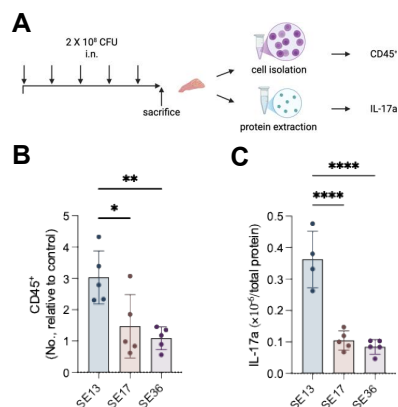 A
2 X 10⁸ CFU
i.n.
sacrifice
cell isolation
CD45⁺
protein extraction
IL-17a
B
**
*
CD45⁺
(No., relative to control)
5
4
3
2
1
0
SE13
SE17
SE36
C
****
****
IL-17a (×10⁻⁶/total protein)
0.5
0.4
0.3
0.2
0.1
0.0
SE13
SE17
SE36